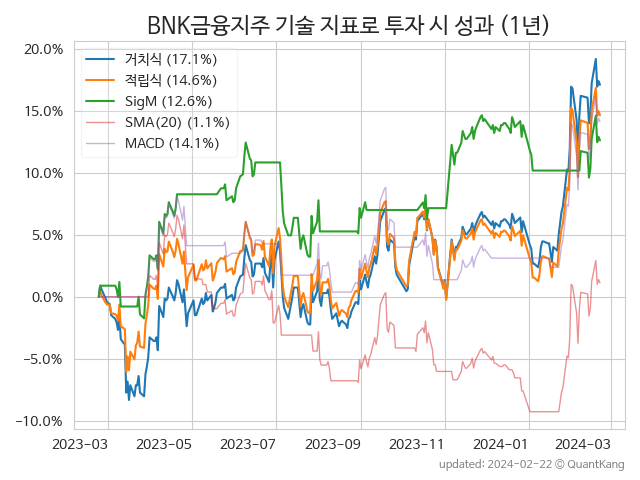 BNK금융지주 기술 지표로 투자 시 성과 (1년)
20.0%
15.0%
10.0%
5.0%
0.0%
−5.0%
−10.0%
거치식 (17.1%)
적립식 (14.6%)
SigM (12.6%)
SMA(20) (1.1%)
MACD (14.1%)
2023-03 2023-05 2023-07 2023-09 2023-11 2024-01 2024-03
updated: 2024-02-22 © QuantKang